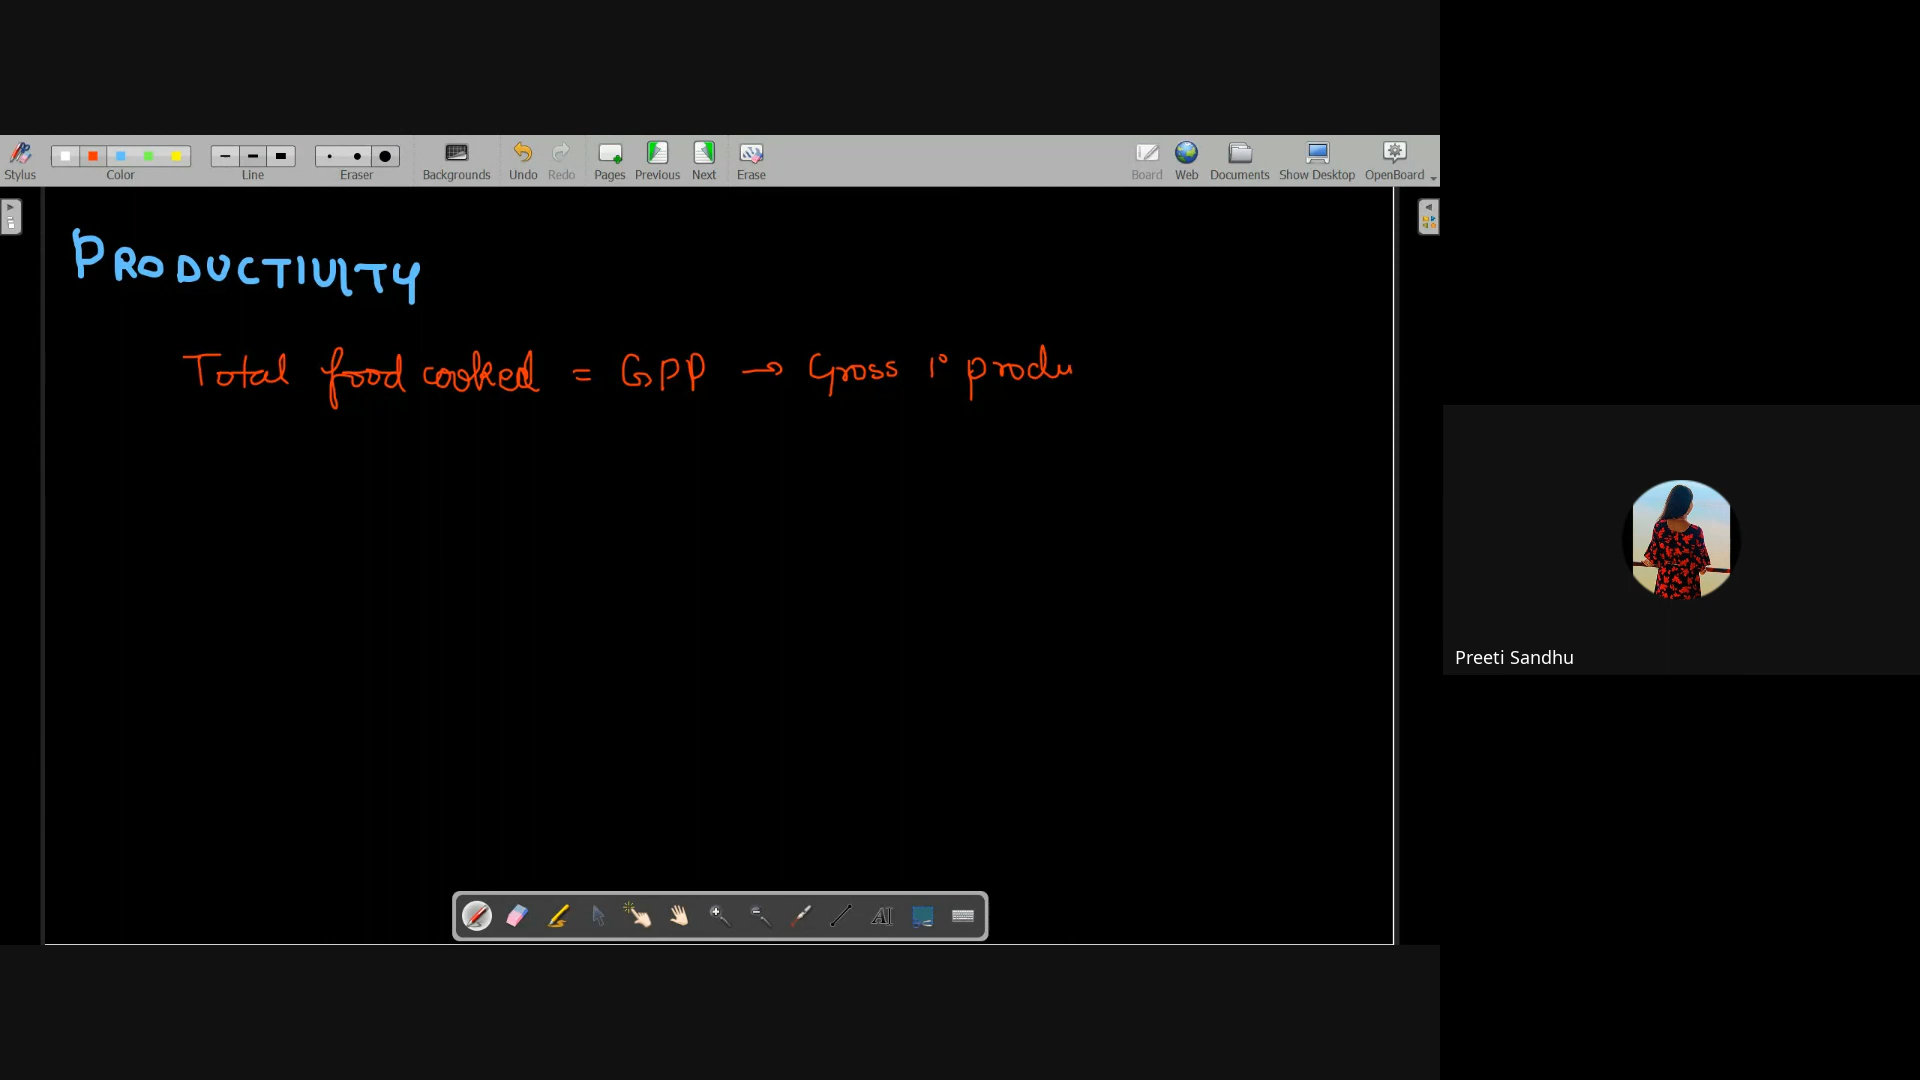 Stylus Color Line Eraser Backgrounds Undo Redo Pages Previous Next Erase Board Web Documents Show Desktop OpenBoard
PRODUCTIVITY
Total food cooked = GPP → Gross 1° produ
Preeti Sandhu